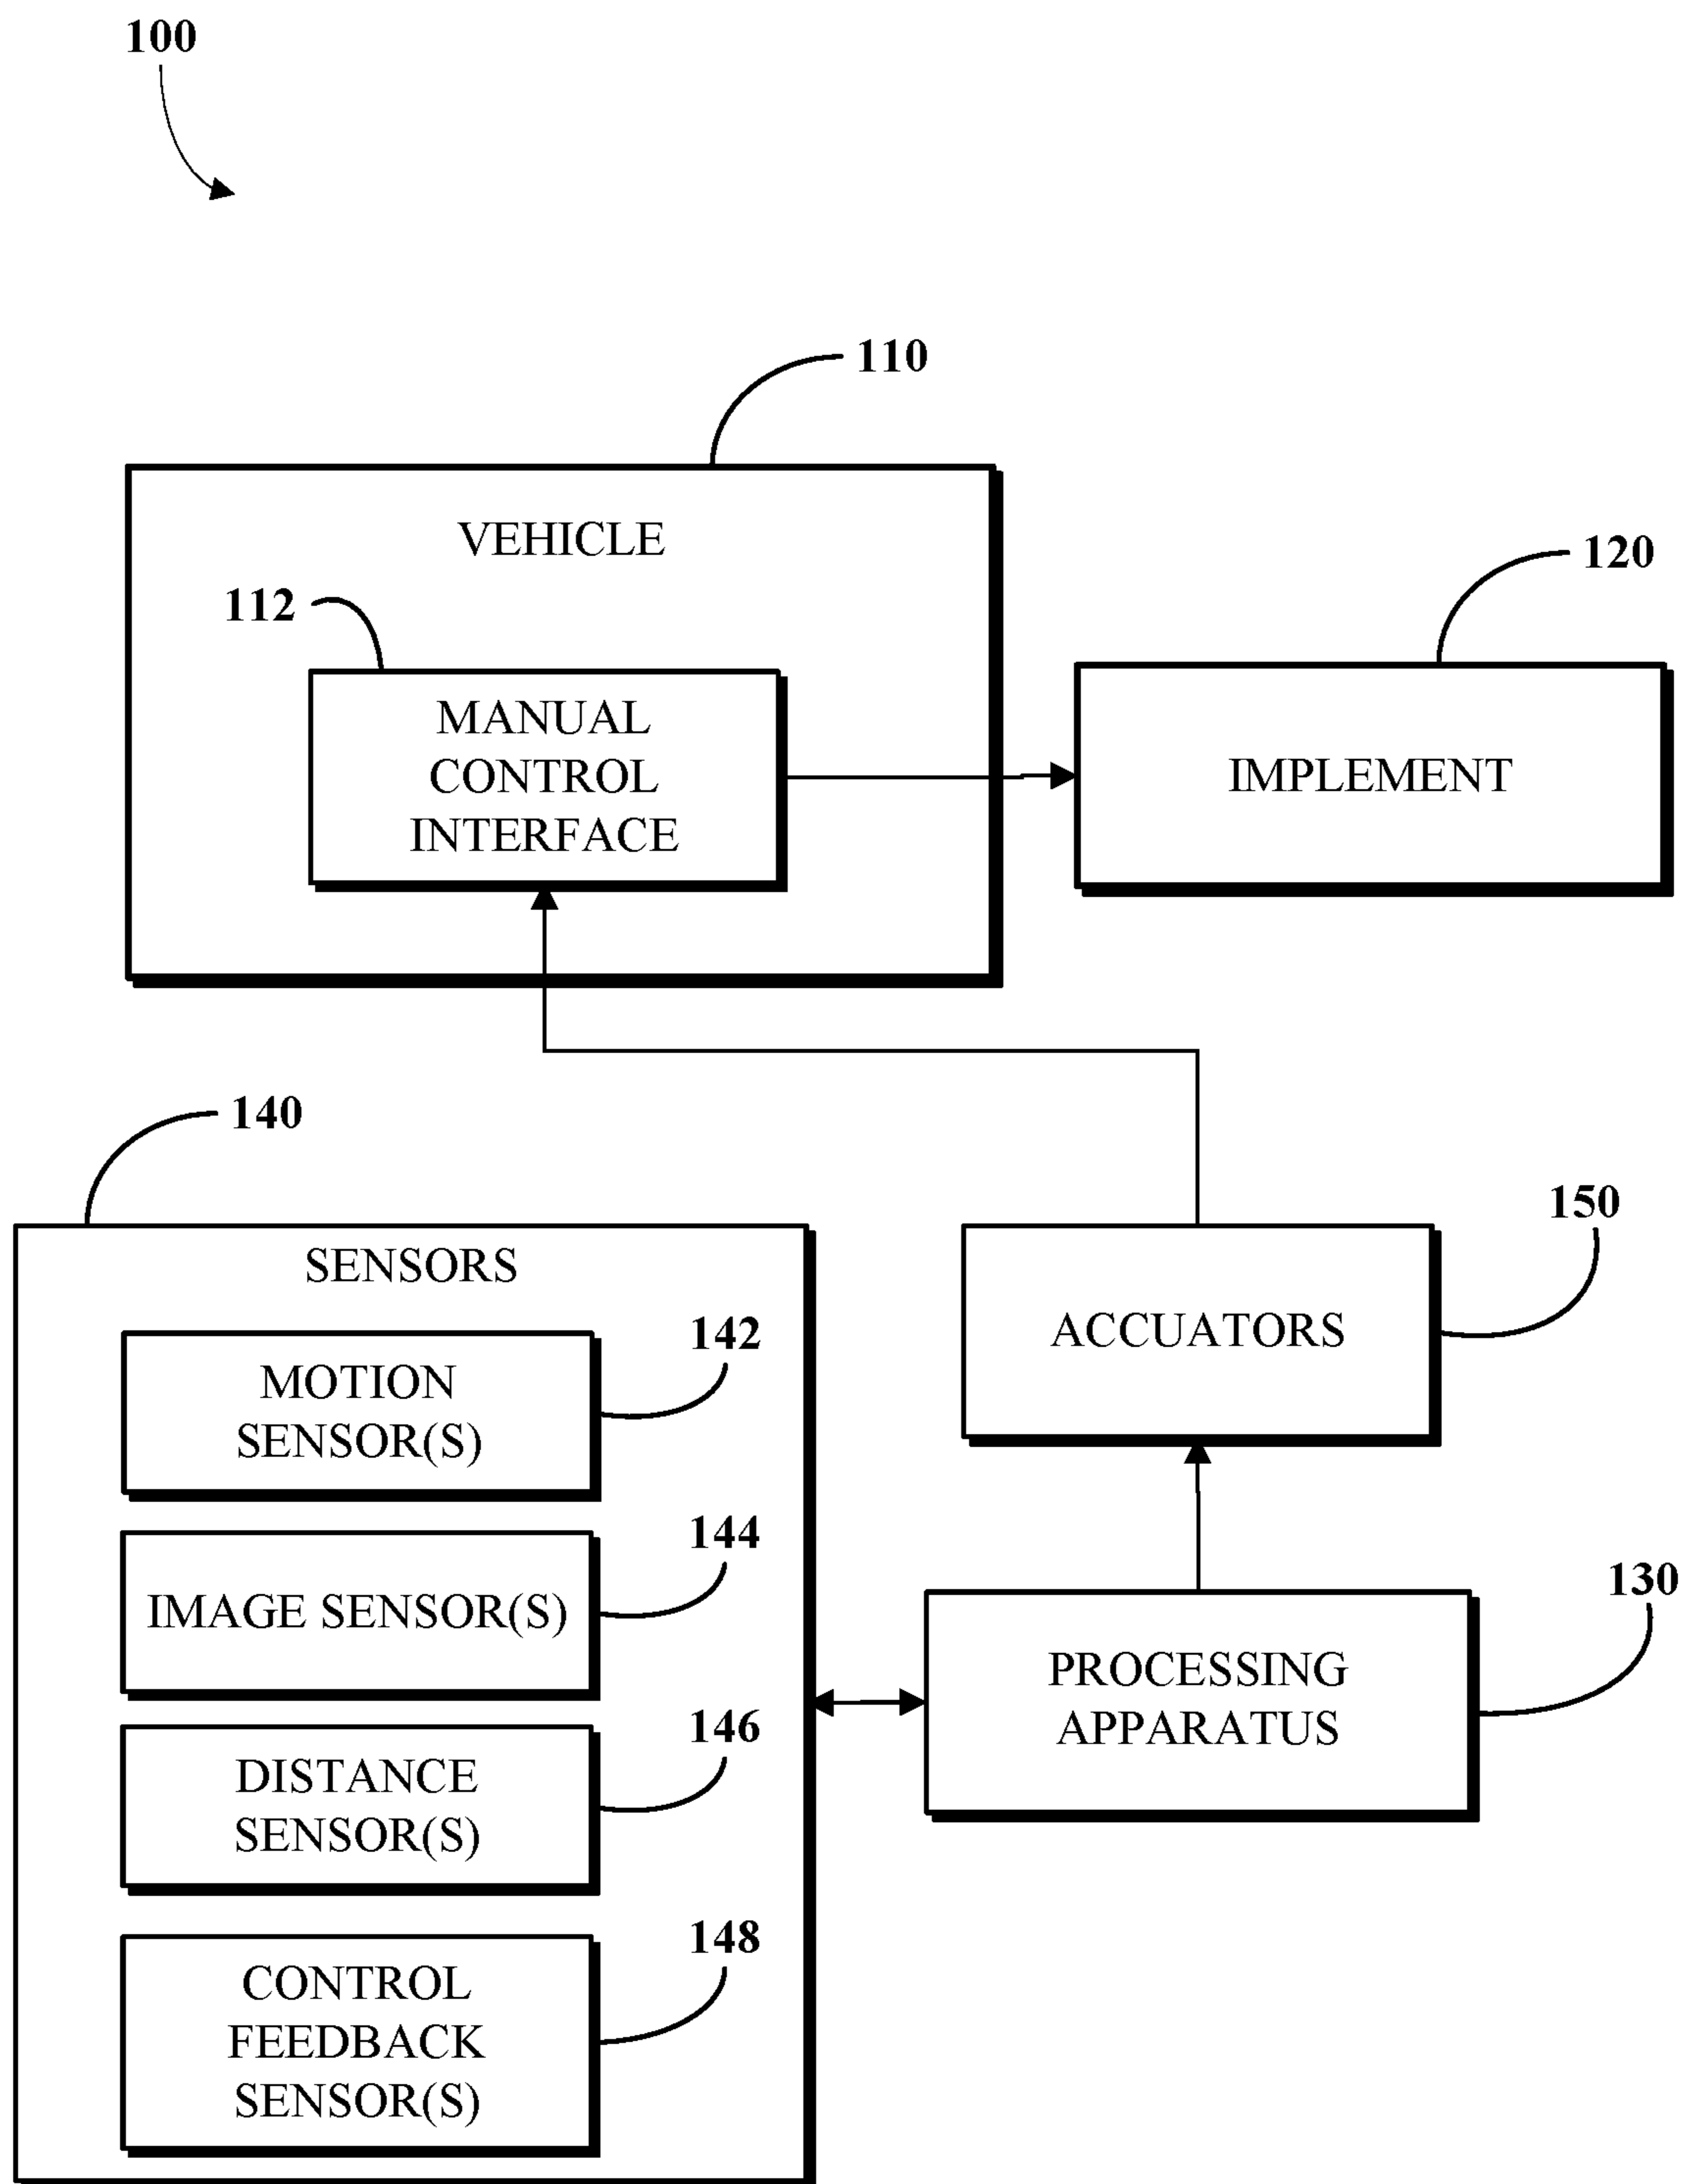 100
110
VEHICLE
120
112
MANUAL
CONTROL
INTERFACE
IMPLEMENT
140
150
SENSORS
ACCUATORS
142
MOTION
SENSOR(S)
144
IMAGE SENSOR(S)
130
PROCESSING
APPARATUS
146
DISTANCE
SENSOR(S)
148
CONTROL
FEEDBACK
SENSOR(S)